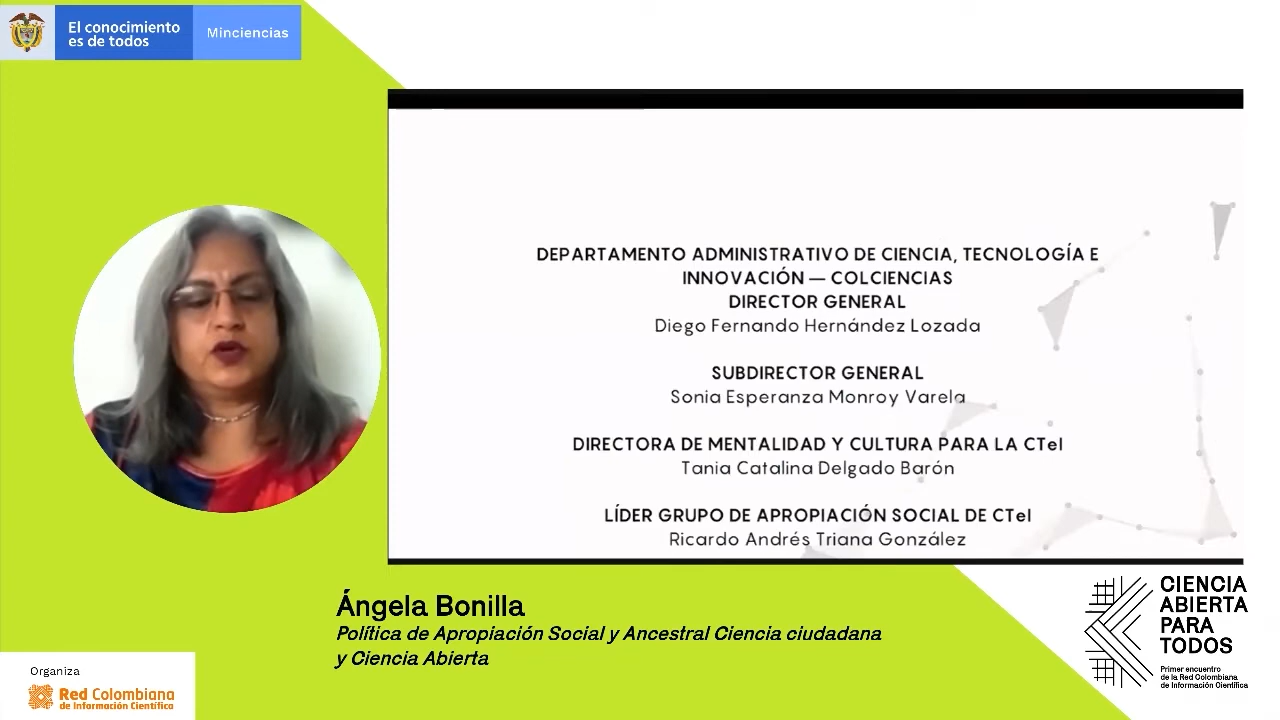 El conocimiento
es de todos
Minciencias
DEPARTAMENTO ADMINISTRATIVO DE CIENCIA, TECNOLOGÍA E
INNOVACIÓN — COLCIENCIAS
DIRECTOR GENERAL
Diego Fernando Hernández Lozada
SUBDIRECTOR GENERAL
Sonia Esperanza Monroy Varela
DIRECTORA DE MENTALIDAD Y CULTURA PARA LA CTeI
Tania Catalina Delgado Barón
LÍDER GRUPO DE APROPIACIÓN SOCIAL DE CTeI
Ricardo Andrés Triana González
Ángela Bonilla
Política de Apropiación Social y Ancestral Ciencia ciudadana
y Ciencia Abierta
Organiza
Red Colombiana
de Información Científica
CIENCIA
ABIERTA
PARA
TODOS
Primer encuentro
de la Red Colombiana
de Información Científica